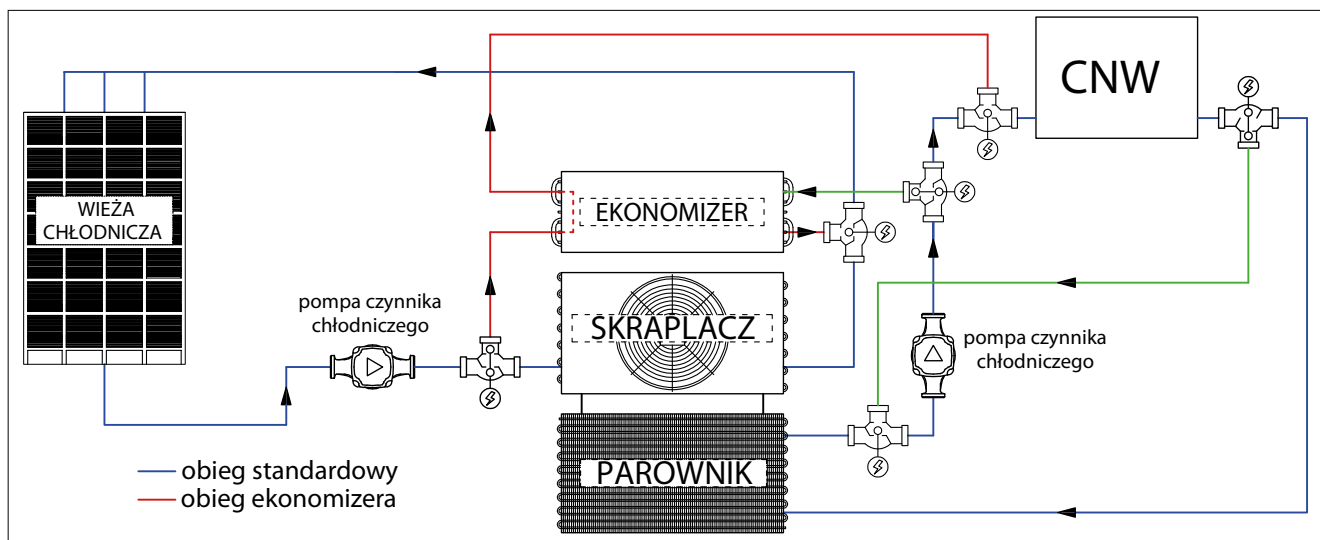 CNW
WIEŻA
CHŁODNICZA
EKONOMIZER
pompa czynnika
chłodniczego
SKRAPLACZ
pompa czynnika
chłodniczego
PAROWNIK
obieg standardowy
obieg ekonomizera